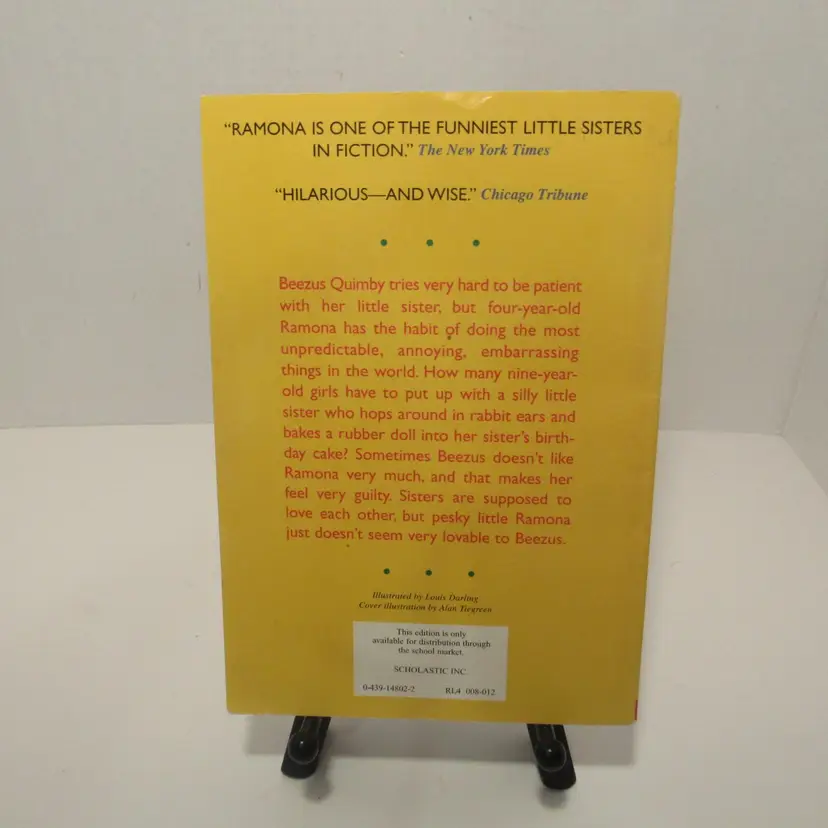 “RAMONA IS ONE OF THE FUNNIEST LITTLE SISTERS
IN FICTION.” The New York Times
“HILARIOUS—AND WISE.” Chicago Tribune
Beezus Quimby tries very hard to be patient
with her little sister, but four-year-old
Ramona has the habit of doing the most
unpredictable, annoying, embarrassing
things in the world. How many nine-year-
old girls have to put up with a silly little
sister who hops around in rabbit ears and
bakes a rubber doll into her sister’s birth-
day cake? Sometimes Beezus doesn’t like
Ramona very much, and that makes her
feel very guilty. Sisters are supposed to
love each other, but pesky little Ramona
just doesn’t seem very lovable to Beezus.
Illustrated by Louis Darling
Cover illustration by Alan Tiegreen
This edition is only
available for distribution through
the school market.
SCHOLASTIC INC.
0-439-14802-2 RL4 008-012